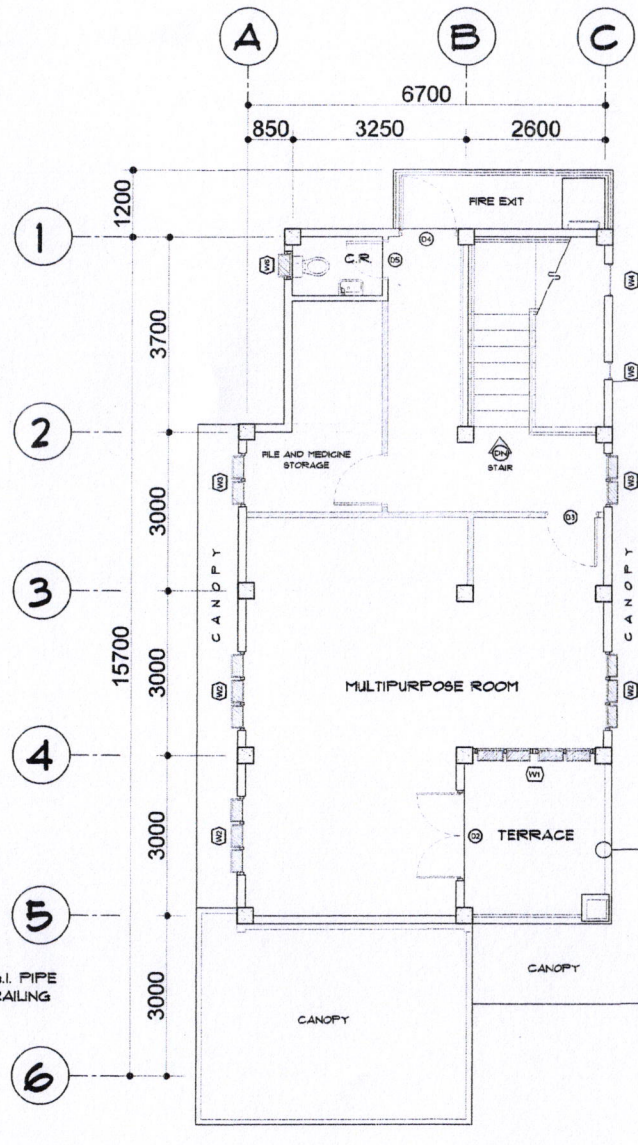 A B C
6700
850 3250 2600
1200
FIRE EXIT
1
C.R.
D5
D4
W6
W4
3700
W5
2
FILE AND MEDICINE
STORAGE
DN
STAIR
W3
W3
3000
D3
3
CANOPY
CANOPY
15700
3000
MULTIPURPOSE ROOM
W2
W2
4
W1
3000
W2
D2
TERRACE
5
PIPE
RAILING
CANOPY
3000
CANOPY
6